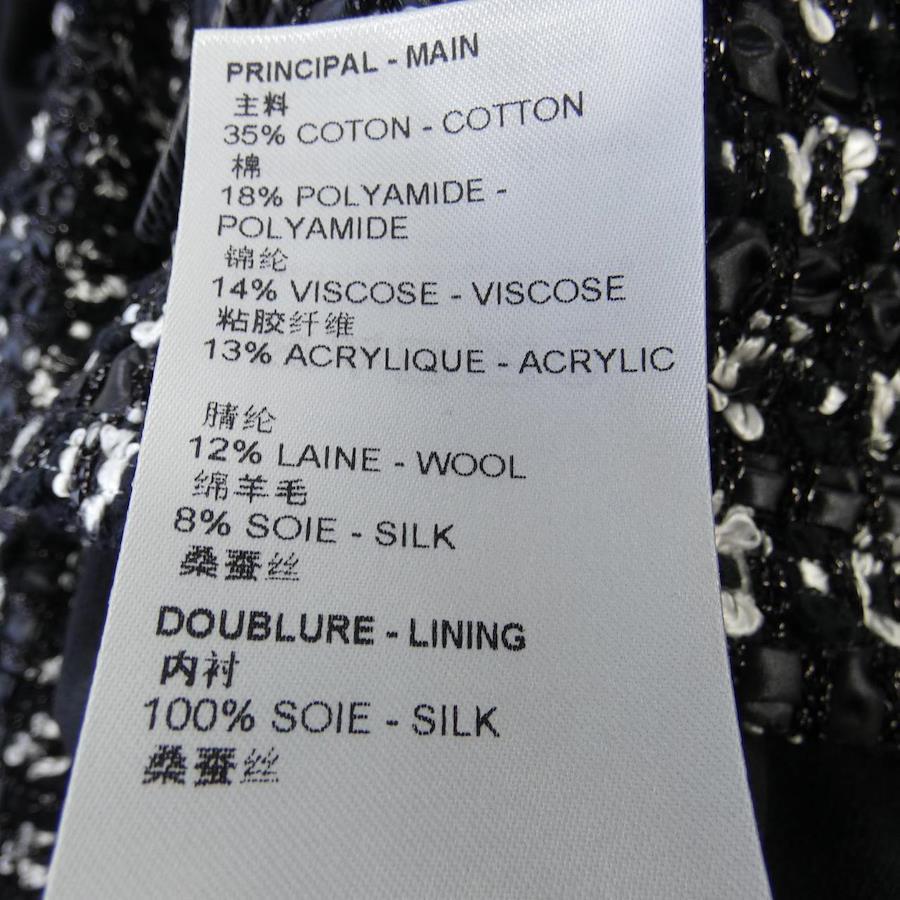 PRINCIPAL - MAIN
主料
35% COTON - COTTON
棉
18% POLYAMIDE -
POLYAMIDE
锦纶
14% VISCOSE - VISCOSE
粘胶纤维
13% ACRYLIQUE - ACRYLIC
腈纶
12% LAINE - WOOL
绵羊毛
8% SOIE - SILK
桑蚕丝
DOUBLURE - LINING
内衬
100% SOIE - SILK
桑蚕丝